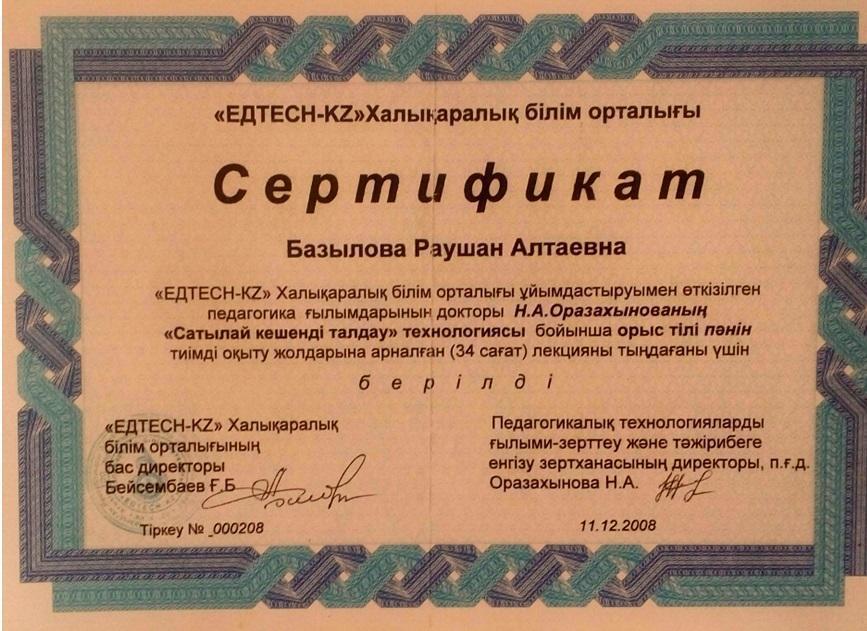 «ЕДТЕСН-KZ»Халықаралық білім орталығы
Сертификат
Базылова Раушан Алтаевна
«ЕДТЕСН-KZ» Халықаралық білім орталығы ұйымдастыруымен өткізілген
педагогика ғылымдарының докторы Н.А.Оразахынованың
«Сатылай кешенді талдау» технологиясы бойынша орыс тілі пәнін
тиімді оқыту жолдарына арналған (34 сағат) лекцияны тыңдағаны үшін
берілді
«ЕДТЕСН-KZ» Халықаралық
білім орталығының
бас директоры
Бейсембаев Ғ.Б
Тіркеу № _000208
Педагогикалық технологияларды
ғылыми-зерттеу және тәжірибеге
енгізу зертханасының директоры, п.ғ.д.
Оразахынова Н.А.
11.12.2008